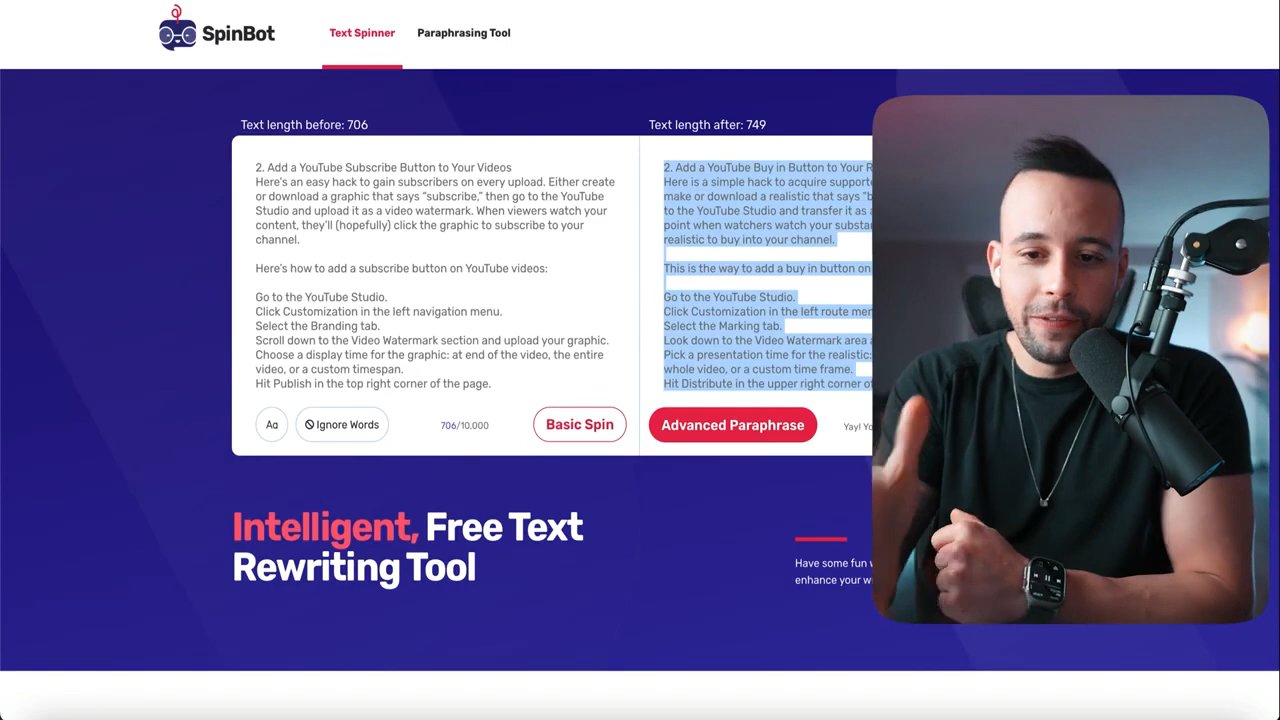 SpinBot
Text Spinner
Paraphrasing Tool
Text length before: 706
Text length after: 749
2. Add a YouTube Subscribe Button to Your Videos
Here's an easy hack to gain subscribers on every upload. Either create
or download a graphic that says "subscribe," then go to the YouTube
Studio and upload it as a video watermark. When viewers watch your
content, they'll (hopefully) click the graphic to subscribe to your
channel.
Here's how to add a subscribe button on YouTube videos:
Go to the YouTube Studio.
Click Customization in the left navigation menu.
Select the Branding tab.
Scroll down to the Video Watermark section and upload your graphic.
Choose a display time for the graphic: at end of the video, the entire
video, or a custom timespan.
Hit Publish in the top right corner of the page.
2. Add a YouTube Buy in Button to Your
Here is a simple hack to acquire
make or download a realistic that says
to the YouTube Studio and transfer it as
point when watchers watch your
realistic to buy into your channel.
This is the way to add a buy in button on
Go to the YouTube Studio.
Click Customization in the left route
Select the Marking tab.
Look down to the Video Watermark area
Pick a presentation time for the realistic:
whole video, or a custom time frame.
Hit Distribute in the upper right corner
Aa
Ignore Words
706/10,000
Basic Spin
Advanced Paraphrase
Yay!
Intelligent, Free Text
Rewriting Tool
Have some fun
enhance your